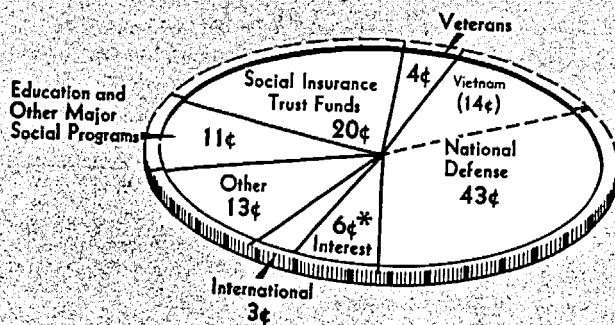 Veterans
4¢
Vietnam
(14¢)
Social Insurance
Trust Funds
20¢
Education and
Other Major
Social Programs
11¢
National
Defense
43¢
Other
13¢
6¢*
Interest
International
3¢